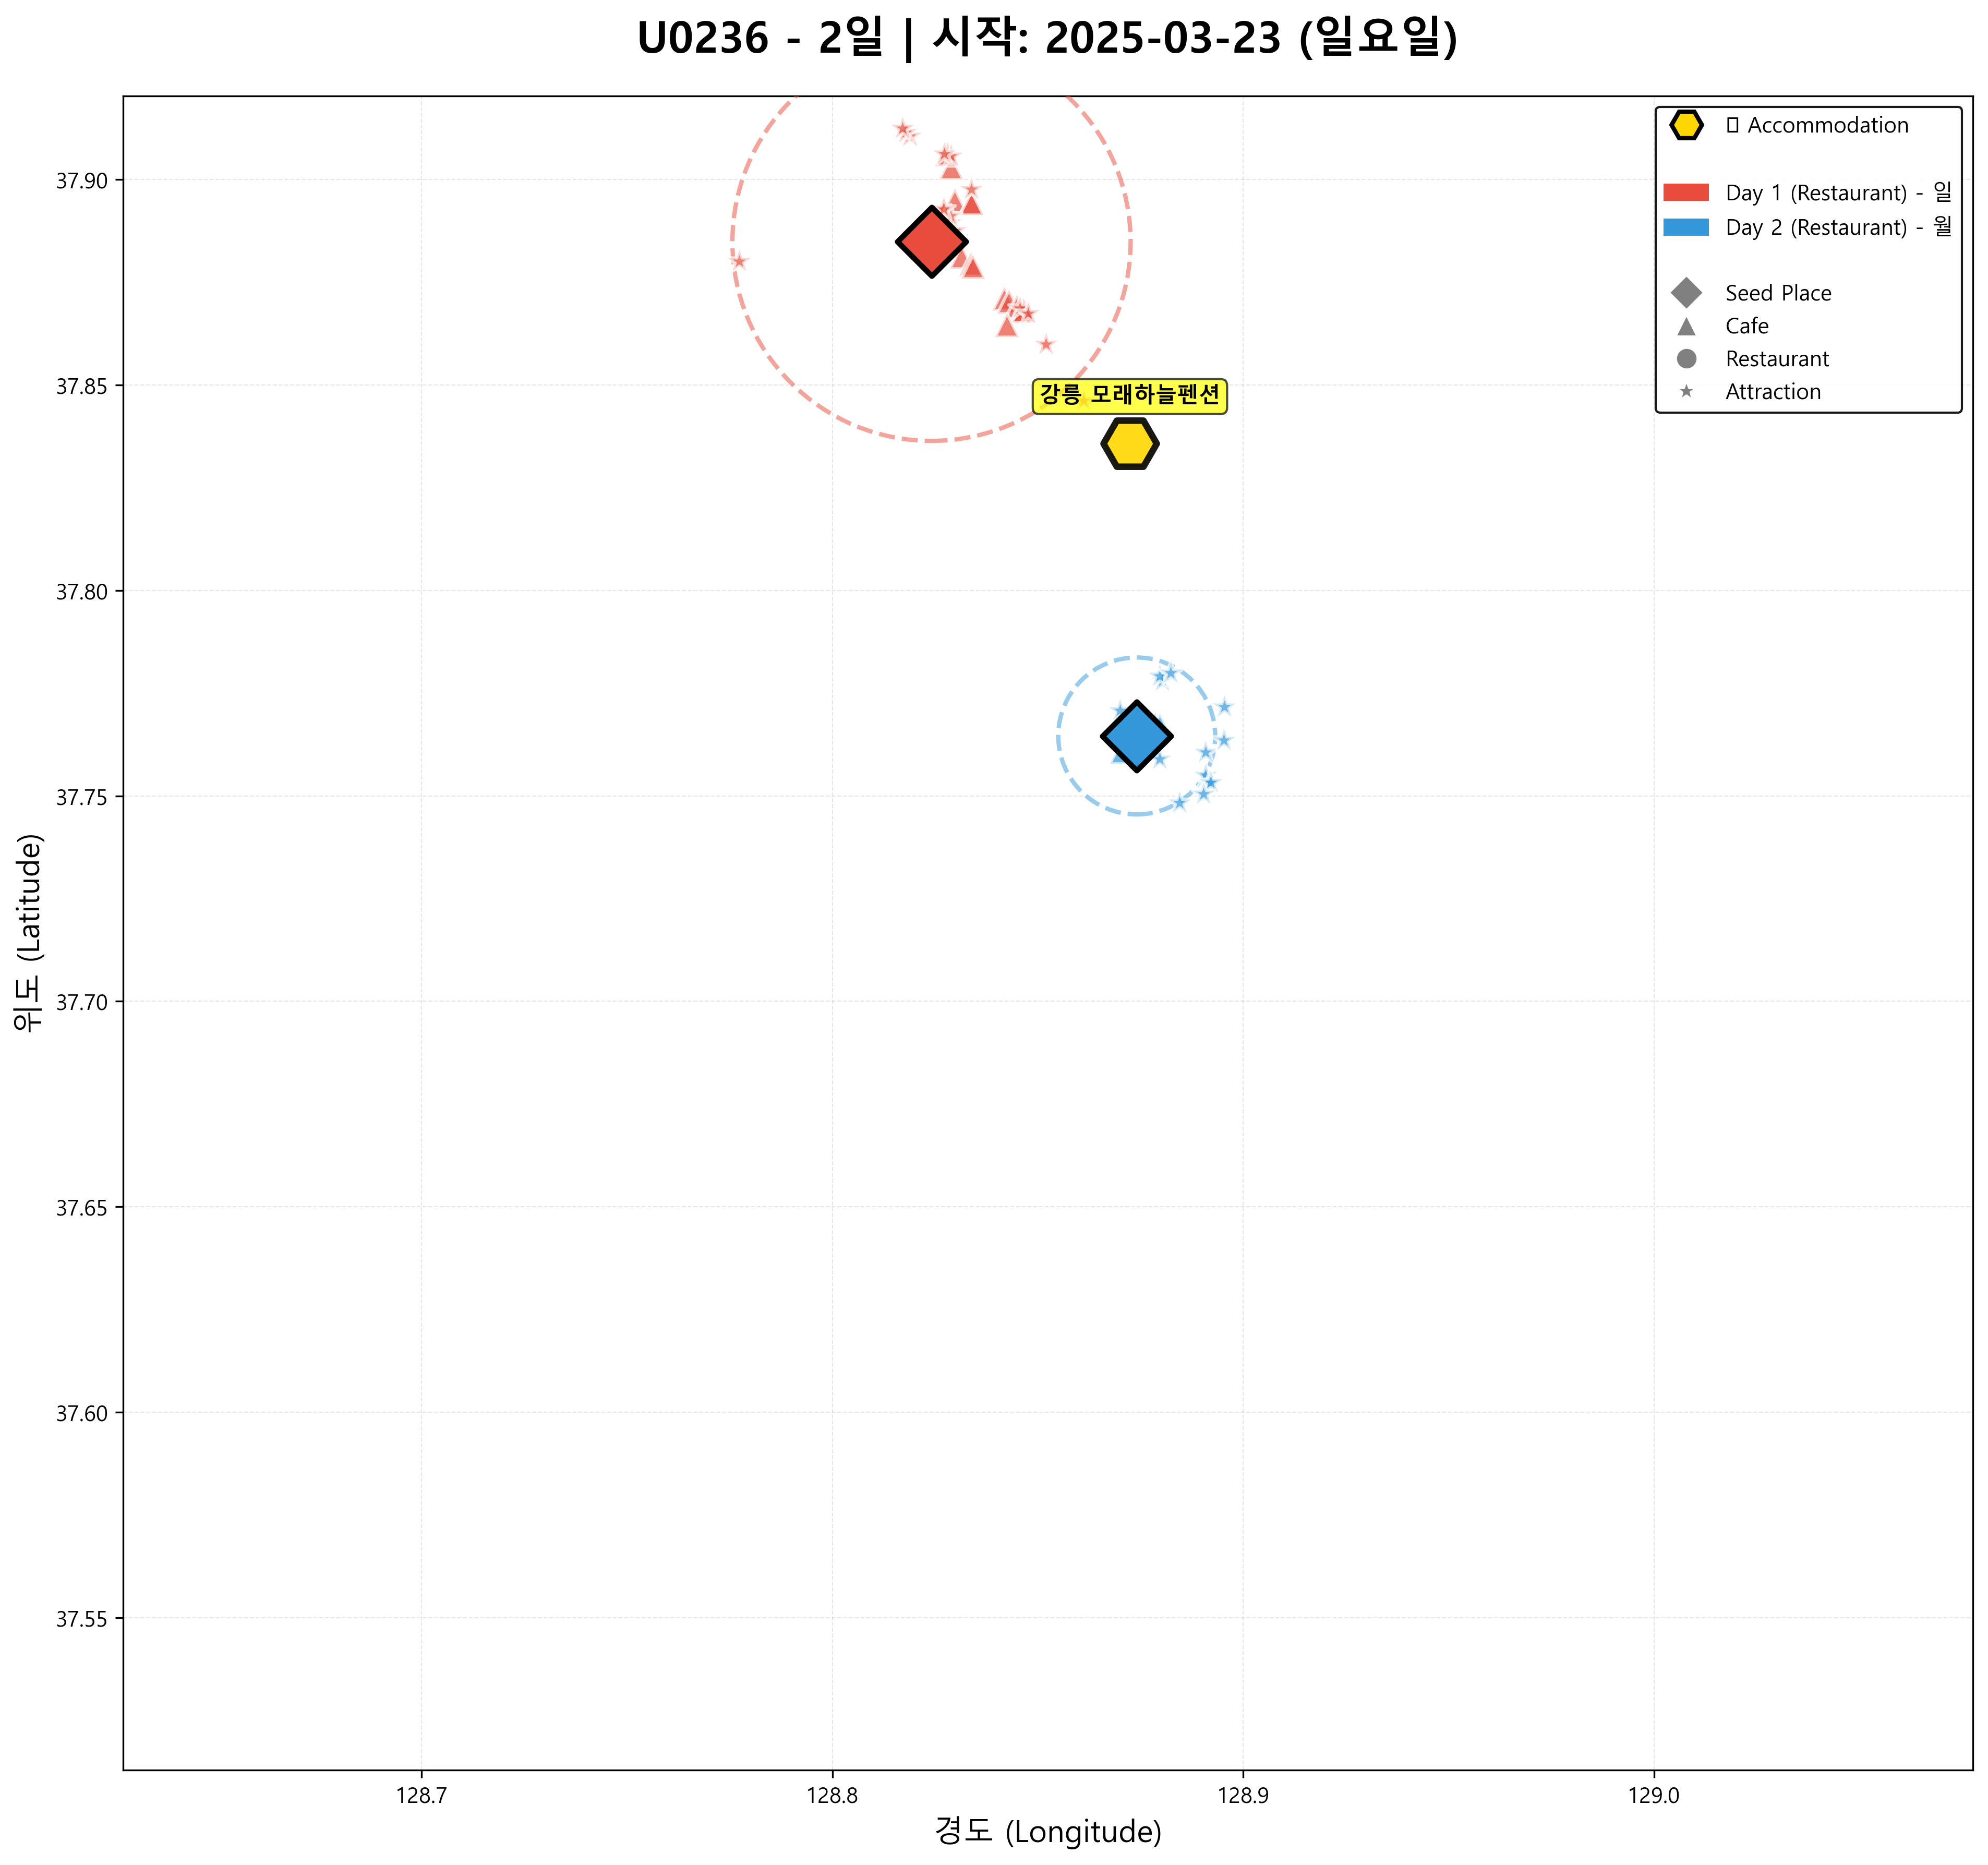 U0236 - 2일 | 시작: 2025-03-23 (일요일)
▯ Accommodation
Day 1 (Restaurant) - 일
Day 2 (Restaurant) - 월
Seed Place
Cafe
Restaurant
Attraction
강릉 모래하늘펜션
위도 (Latitude)
37.90
37.85
37.80
37.75
37.70
37.65
37.60
37.55
128.7
128.8
128.9
129.0
경도 (Longitude)